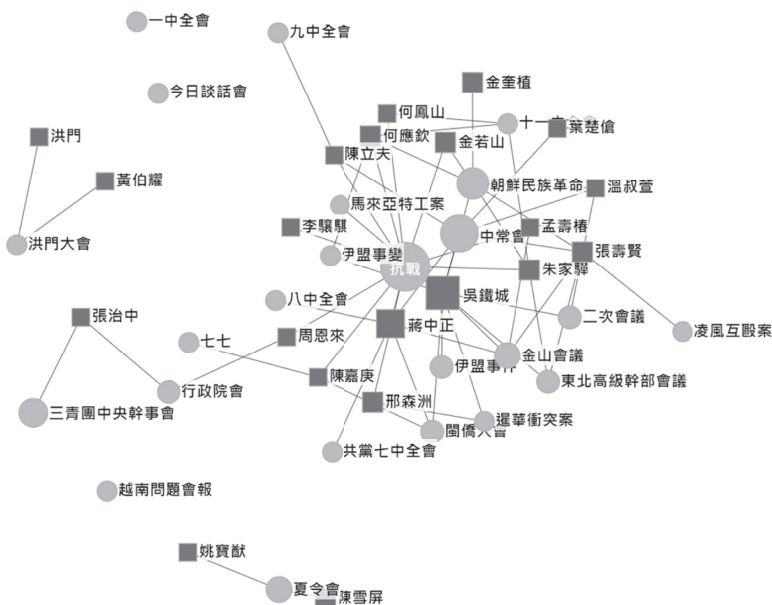 一中全會
九中全會
今日談話會
金奎植
何鳳山
十一
葉楚傖
洪門
何應欽
金若山
陳立夫
黃伯耀
朝鮮民族革命
溫叔萱
馬來亞特工案
李驥騄
孟壽椿
中常會
洪門大會
伊盟事變
張壽賢
抗戰
朱家驊
吳鐵城
八中全會
張治中
蔣中正
二次會議
凌風互毆案
七七
周恩來
金山會議
伊盟事件
陳嘉庚
東北高級幹部會議
行政院會
邢森洲
三青團中央幹事會
暹華衝突案
閩僑大會
共黨七中全會
越南問題會報
姚寶猷
夏令會
陳雪屏